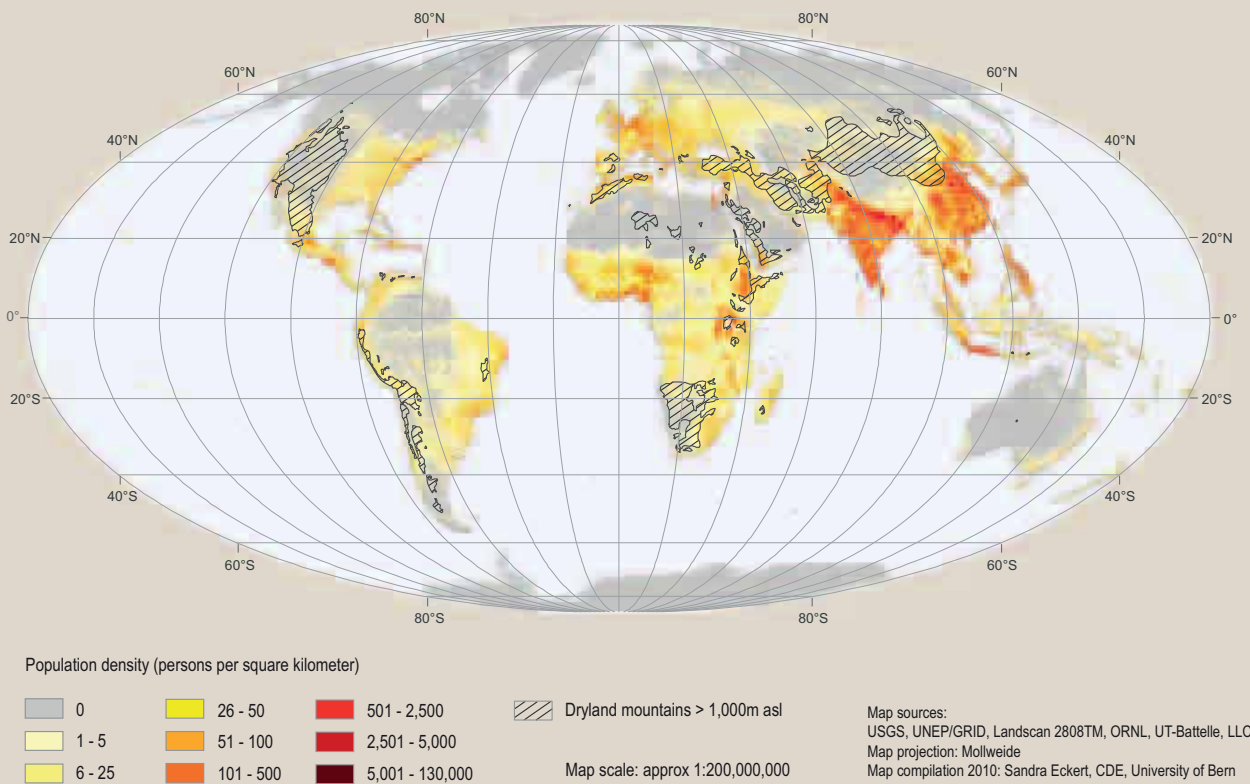 80°N 80°N
60°N 60°N
40°N 40°N
20°N 20°N
0° 0°
20°S 20°S
40°S 40°S
60°S 60°S
80°S 80°S
Population density (persons per square kilometer)
0
1 - 5
6 - 25
26 - 50
51 - 100
101 - 500
501 - 2,500
2,501 - 5,000
5,001 - 130,000
Dryland mountains > 1,000m asl
Map scale: approx 1:200,000,000
Map sources:
USGS, UNEP/GRID, Landscan 2808TM, ORNL, UT-Battelle, LLC
Map projection: Mollweide
Map compilation 2010: Sandra Eckert, CDE, University of Bern